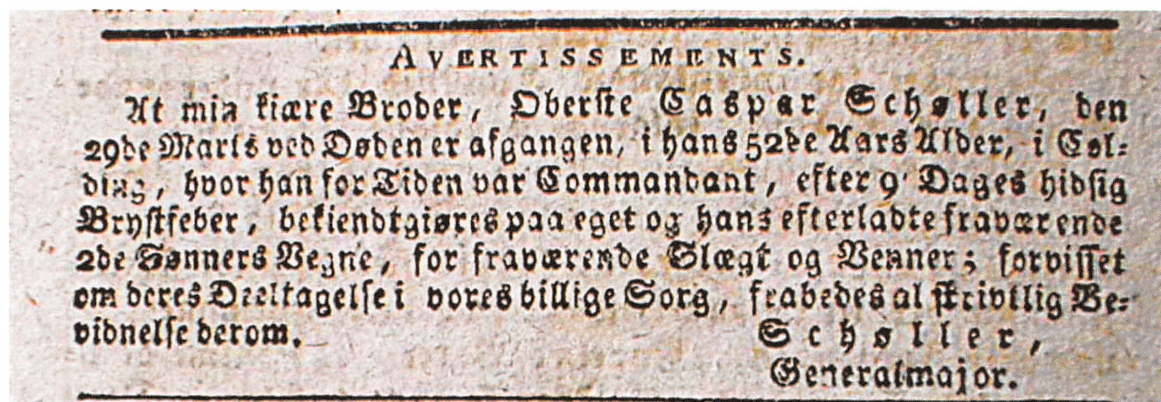 AVERTISSEMENTS.
At min kiære Broder, Oberste Caspar Schøller, den
29de Marts ved Døden er afgangen, i hans 52de Aars Alder, i Col-
ding, hvor han for Tiden var Commandant, efter 9 Dages hidsig
Brystfeber, bekiendtgiøres paa eget og hans efterladte fraværende
2de Sønners Vegne, for fraværende Slægt og Venner; forvisset
om deres Deeltagelse i vores billige Sorg, frabedes al skrivtlig Be-
vidnelse derom.
Schøller,
Generalmajor.